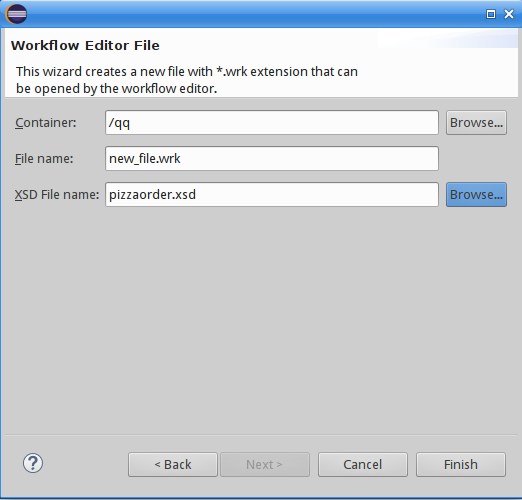 Workflow Editor File
This wizard creates a new file with *.wrk extension that can
be opened by the workflow editor.
Container: /qq Browse...
File name: new_file.wrk
XSD File name: pizzaorder.xsd Browse...
? < Back Next > Cancel Finish